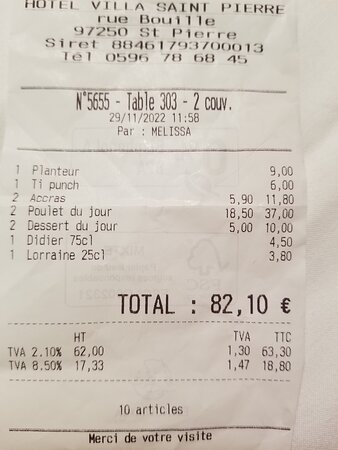 HOTEL VILLA SAINT PIERRE
rue Bouille
97250 St Pierre
Siret 88461793700013
Tél 0596 78 68 45
N°5655 - Table 303 - 2 couv.
29/11/2022 11:58
Par : MELISSA
1 Planteur 9,00
1 Ti punch 6,00
2 Accras 5,90 11,80
2 Poulet du jour 18,50 37,00
2 Dessert du jour 5,00 10,00
1 Didier 75cl 4,50
1 Lorraine 25cl 3,80
TOTAL : 82,10 €
HT TVA TTC
TVA 2.10% 62,00 1,30 63,30
TVA 8.50% 17,33 1,47 18,80
10 articles
Merci de votre visite